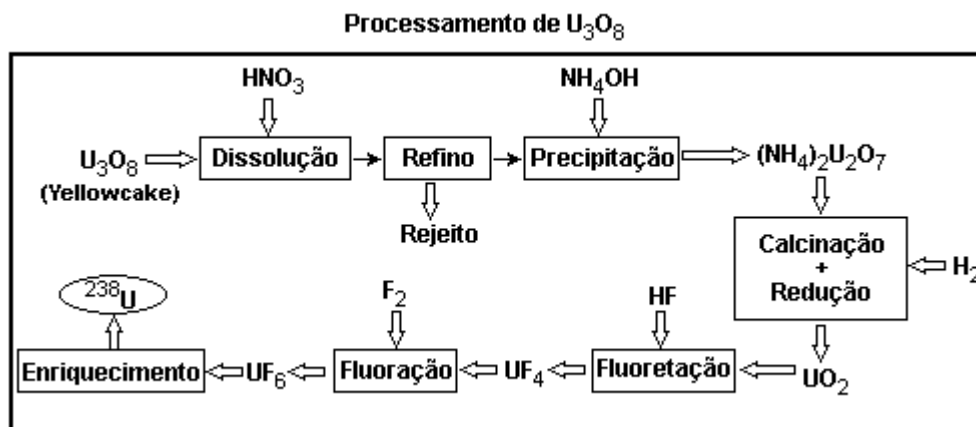 Processamento de U3O8
HNO3
NH4OH
U3O8
(Yellowcake)
Dissolução
Refino
Precipitação
(NH4)2U2O7
Rejeito
Calcinação
+
Redução
H2
238U
F2
HF
Enriquecimento
UF6
Fluoração
UF4
Fluoretação
UO2